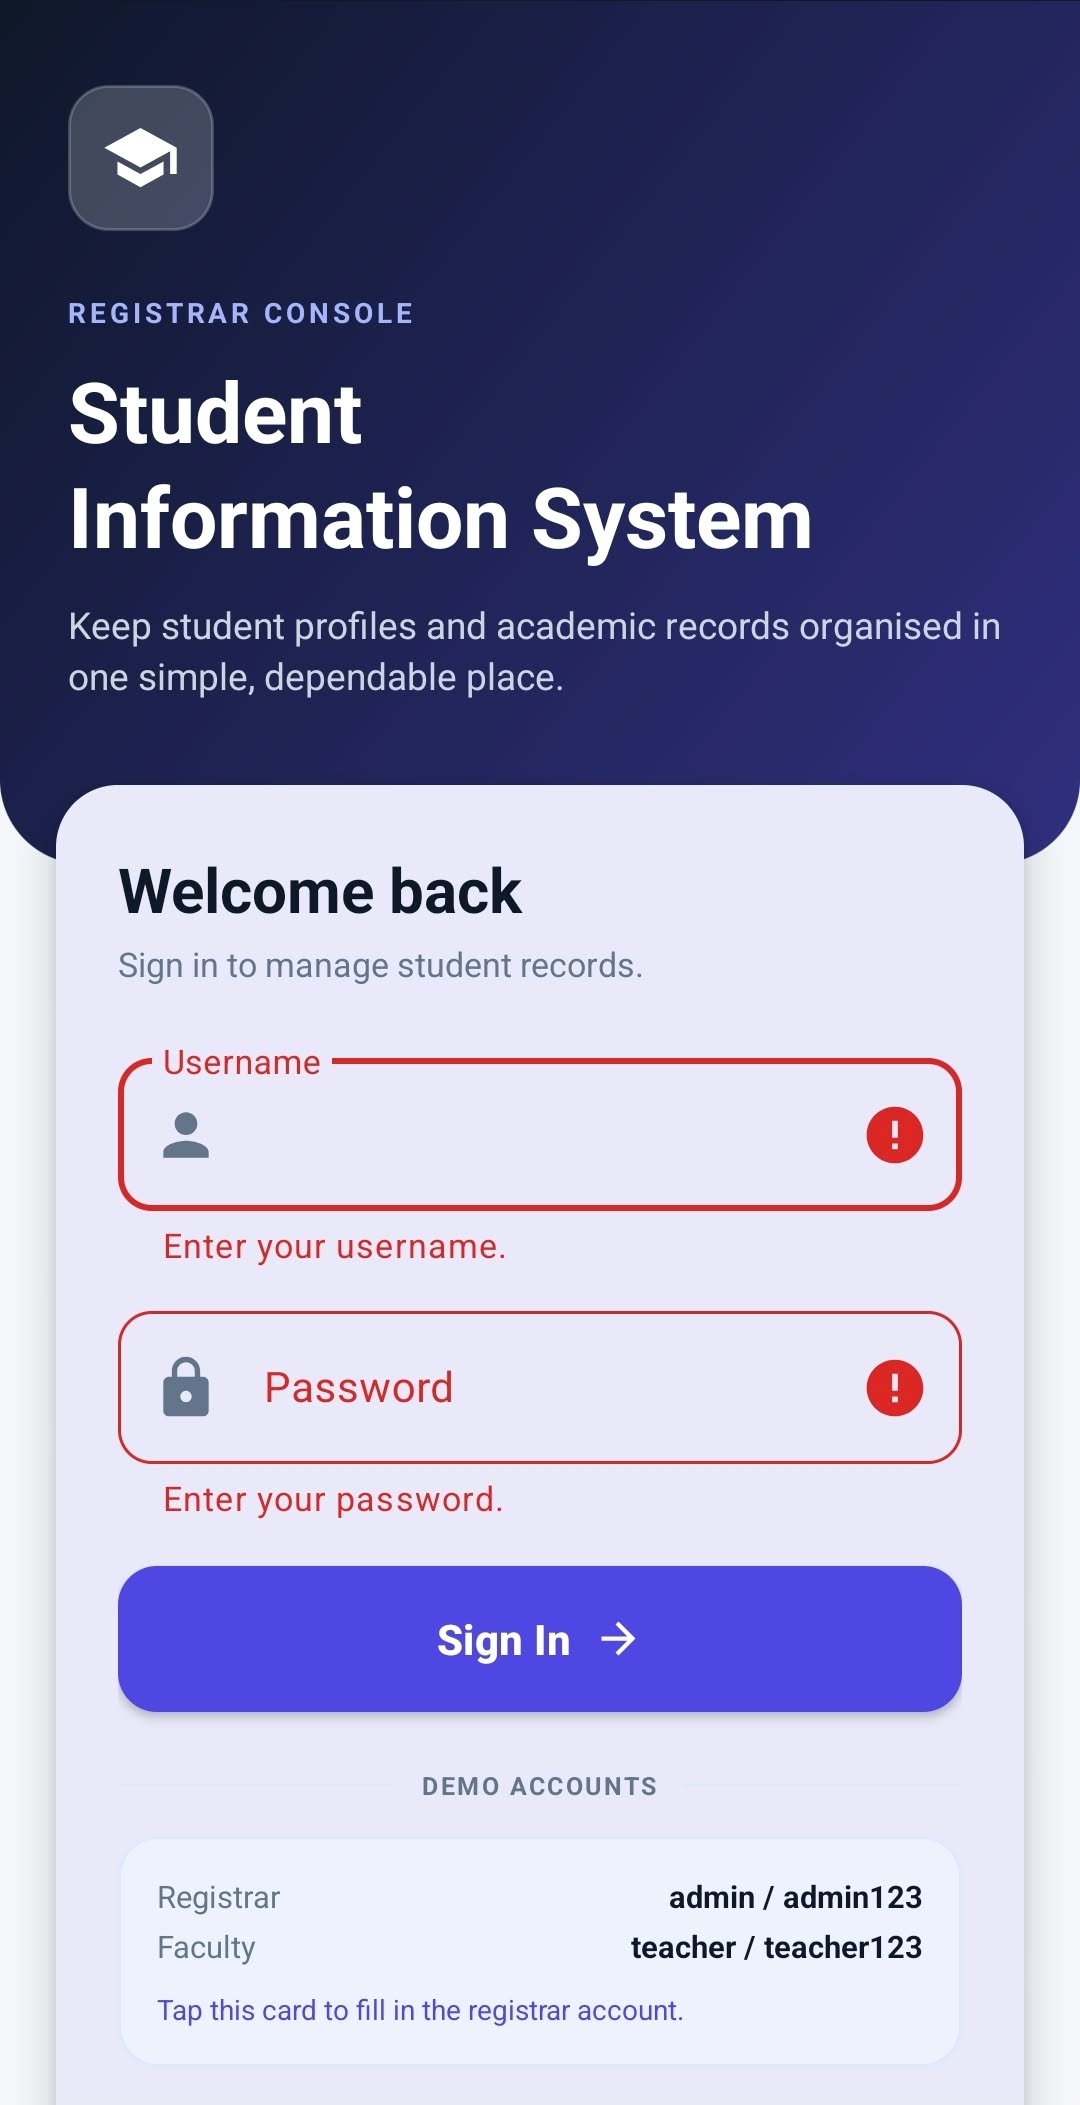 REGISTRAR CONSOLE
Student
Information System
Keep student profiles and academic records organised in
one simple, dependable place.
Welcome back
Sign in to manage student records.
Username
Enter your username.
Password
Enter your password.
Sign In
DEMO ACCOUNTS
Registrar admin / admin123
Faculty teacher / teacher123
Tap this card to fill in the registrar account.